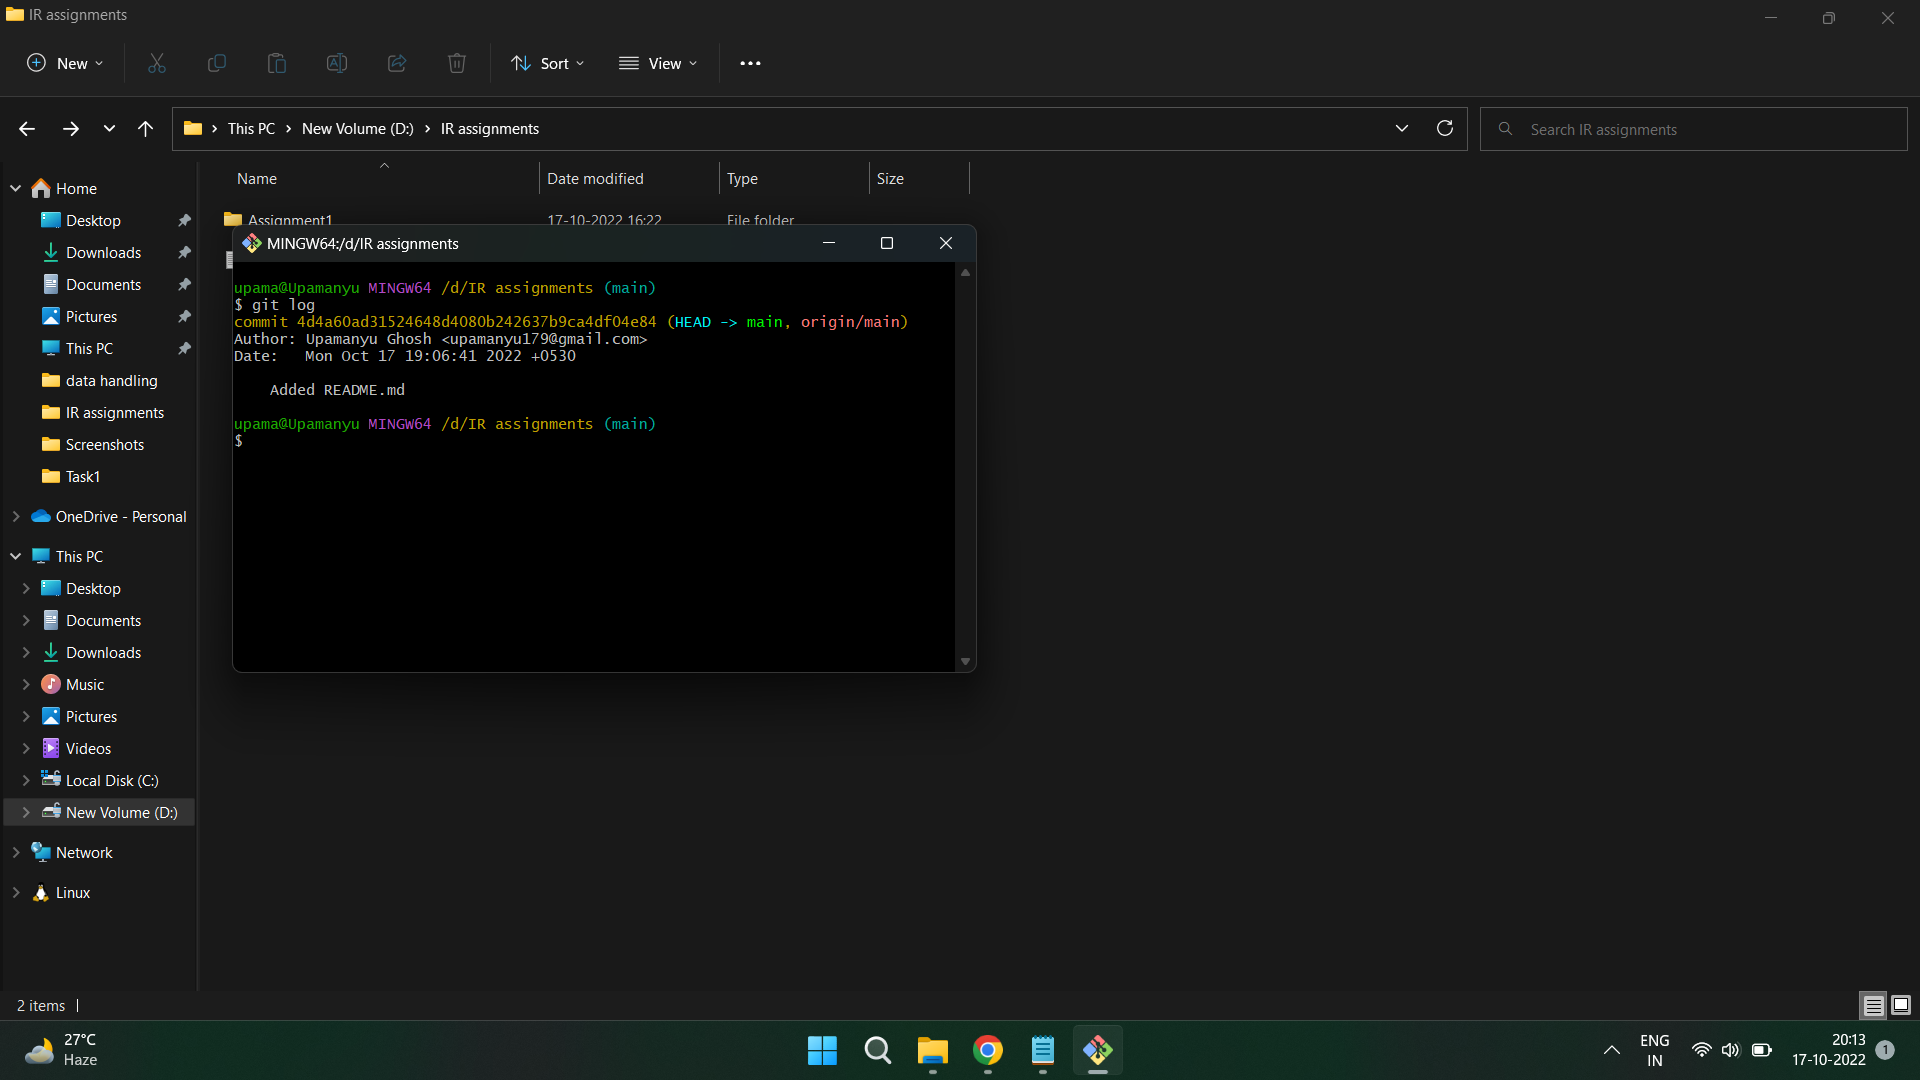 IR assignments
New
Sort
View
This PC
New Volume (D:)
IR assignments
Search IR assignments
Name
Date modified
Type
Size
Assignment1
17-10-2022 16:22
File folder
Home
Desktop
Downloads
Documents
Pictures
This PC
data handling
IR assignments
Screenshots
Task1
OneDrive - Personal
This PC
Desktop
Documents
Downloads
Music
Pictures
Videos
Local Disk (C:)
New Volume (D:)
Network
Linux
MINGW64:/d/IR assignments
upama@Upamanyu MINGW64 /d/IR assignments (main)
$ git log
commit 4d4a60ad31524648d4080b242637b9ca4df04e84 (HEAD -> main, origin/main)
Author: Upamanyu Ghosh <upamanyu179@gmail.com>
Date:   Mon Oct 17 19:06:41 2022 +0530
Added README.md
upama@Upamanyu MINGW64 /d/IR assignments (main)
$
2 items
27°C
Haze
ENG
IN
20:13
17-10-2022
1